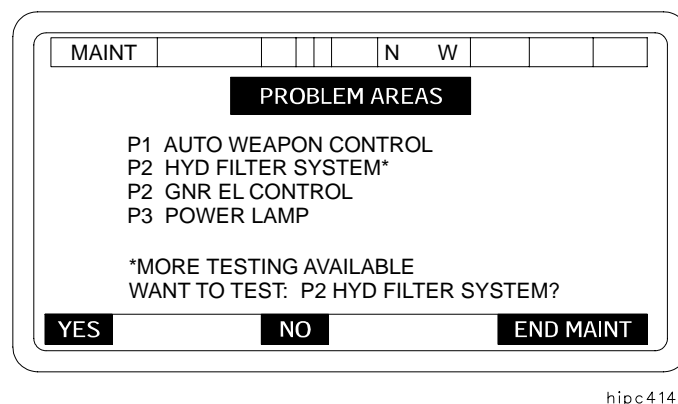 MAINT N W
PROBLEM AREAS
P1 AUTO WEAPON CONTROL
P2 HYD FILTER SYSTEM*
P2 GNR EL CONTROL
P3 POWER LAMP
*MORE TESTING AVAILABLE
WANT TO TEST: P2 HYD FILTER SYSTEM?
YES NO END MAINT
hipc414